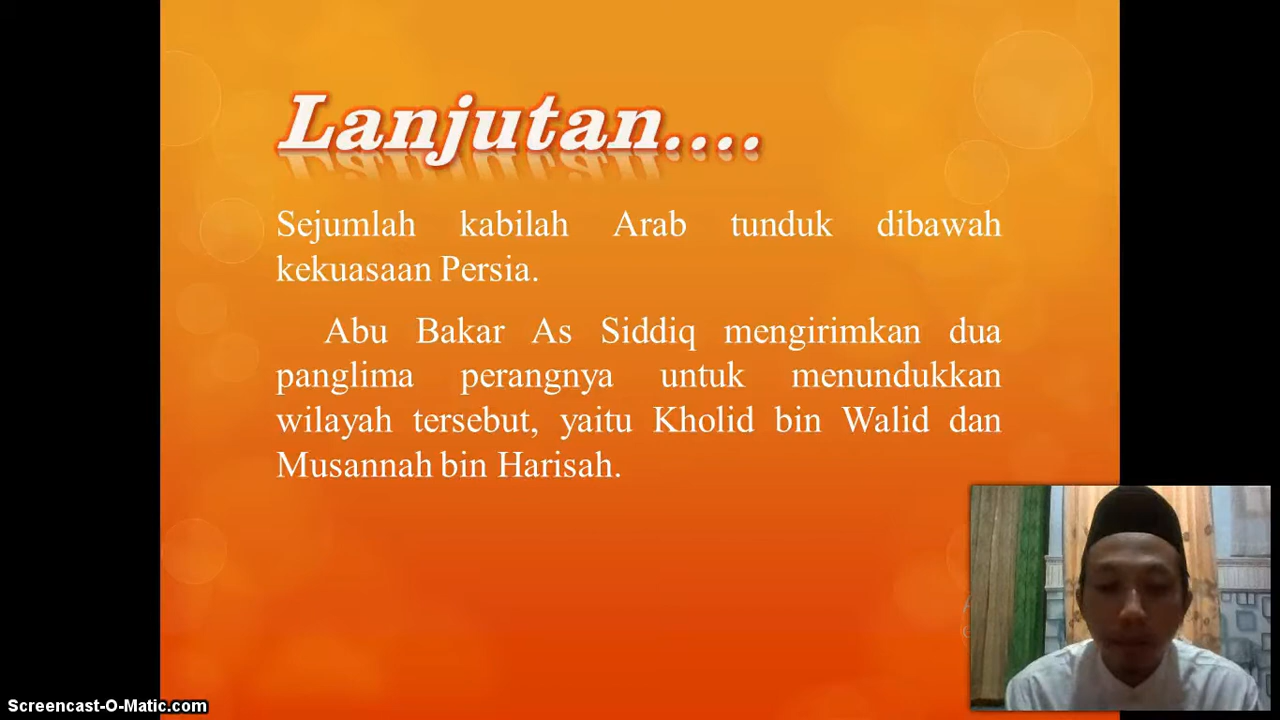 Lanjutan....
Sejumlah kabilah Arab tunduk dibawah
kekuasaan Persia.
Abu Bakar As Siddiq mengirimkan dua
panglima perangnya untuk menundukkan
wilayah tersebut, yaitu Kholid bin Walid dan
Musannah bin Harisah.
Screencast-O-Matic.com